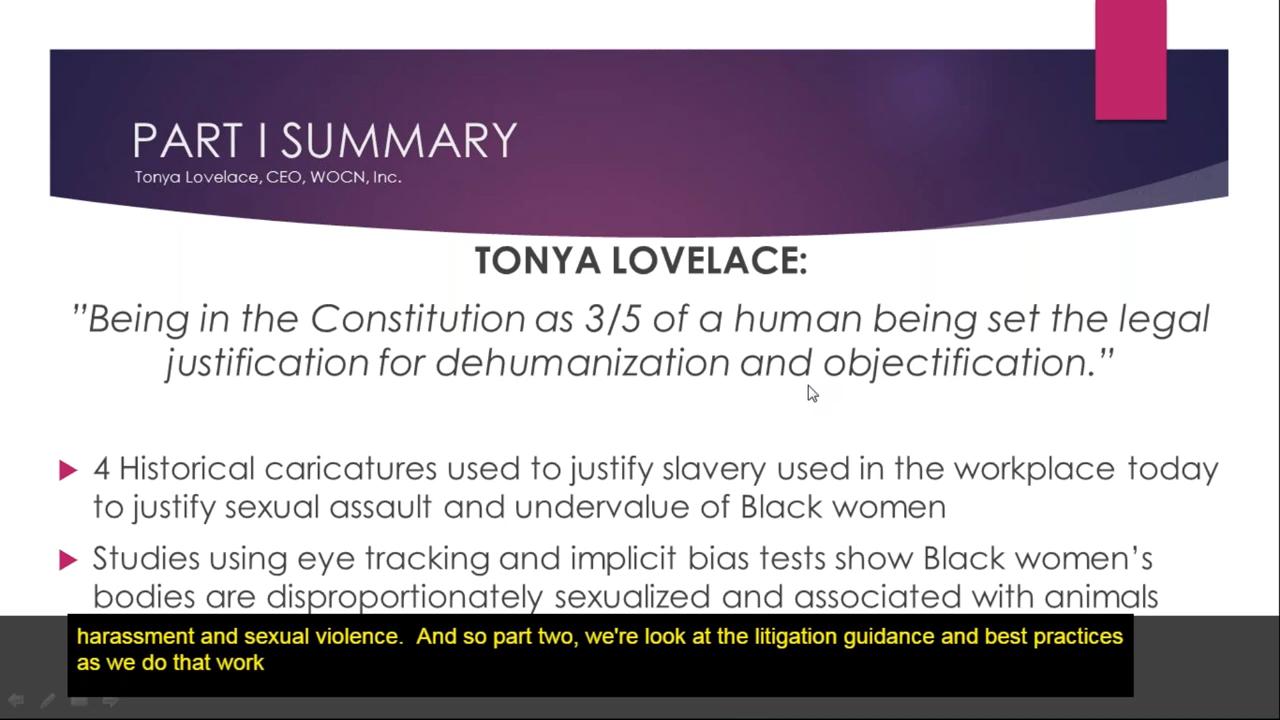 PART I SUMMARY
Tonya Lovelace, CEO, WOCN, Inc.
TONYA LOVELACE:
”Being in the Constitution as 3/5 of a human being set the legal
justification for dehumanization and objectification.”
4 Historical caricatures used to justify slavery used in the workplace today
to justify sexual assault and undervalue of Black women
Studies using eye tracking and implicit bias tests show Black women’s
bodies are disproportionately sexualized and associated with animals
harassment and sexual violence.  And so part two, we're look at the litigation guidance and best practices
as we do that work